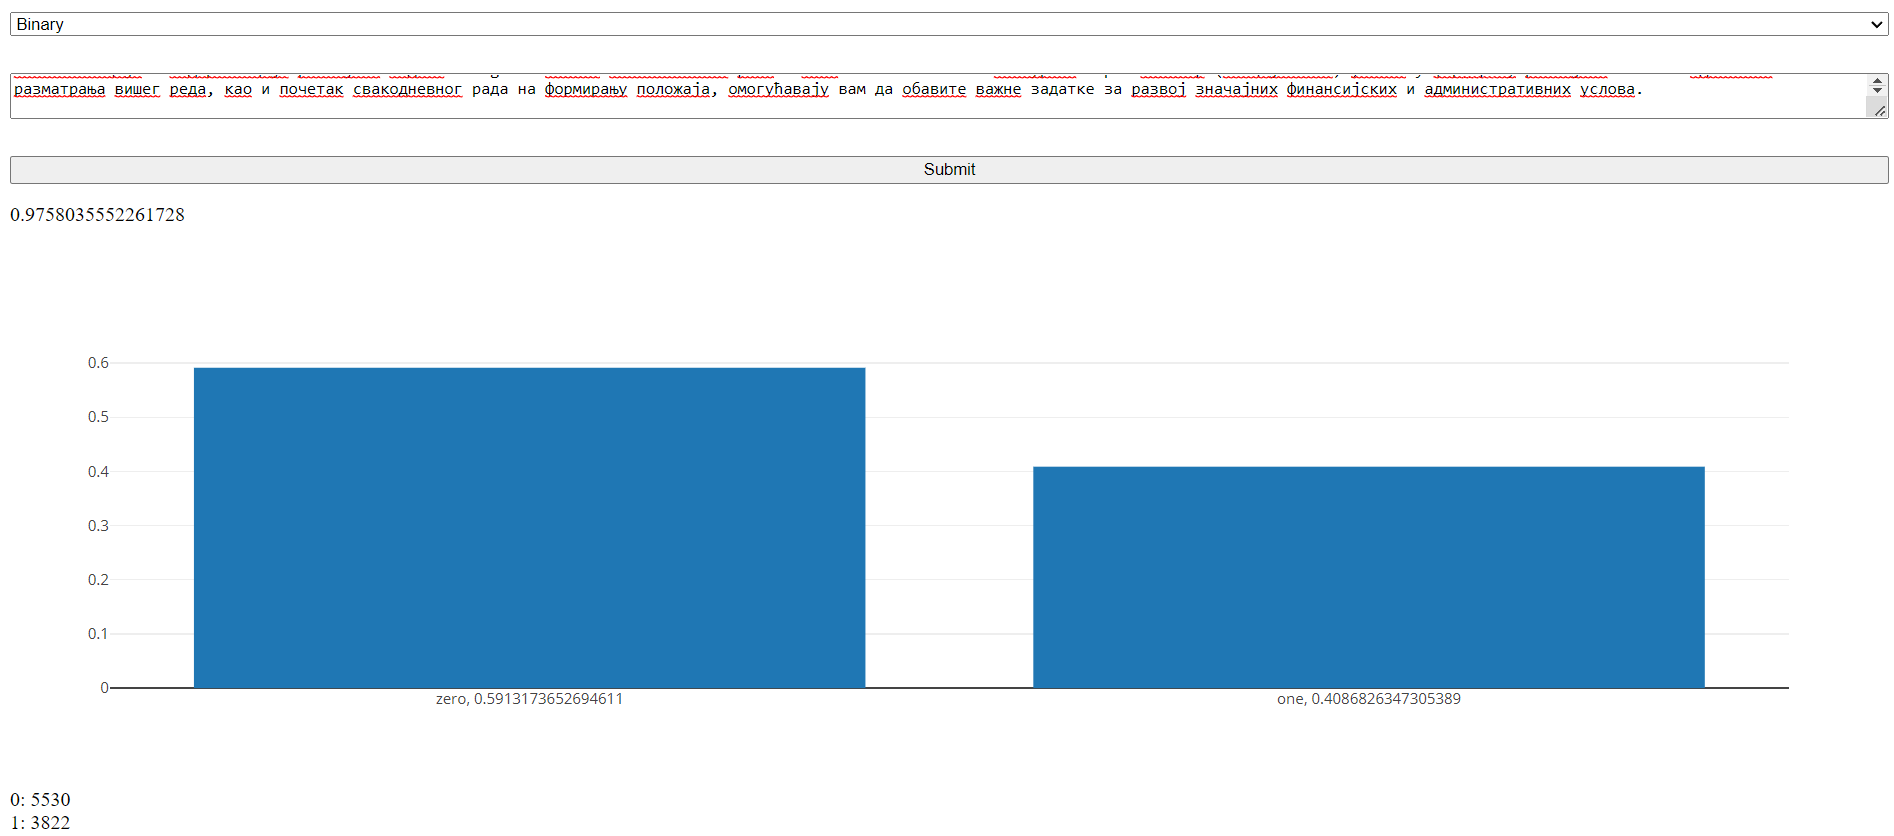 Binary
разматрања вишег реда, као и почетак свакодневног рада на формирању положаја, омогућавају вам да обавите важне задатке за развој значајних финансијских и административних услова.
Submit
0.9758035552261728
0.6
0.5
0.4
0.3
0.2
0.1
0
zero, 0.5913173652694611
one, 0.4086826347305389
0: 5530
1: 3822